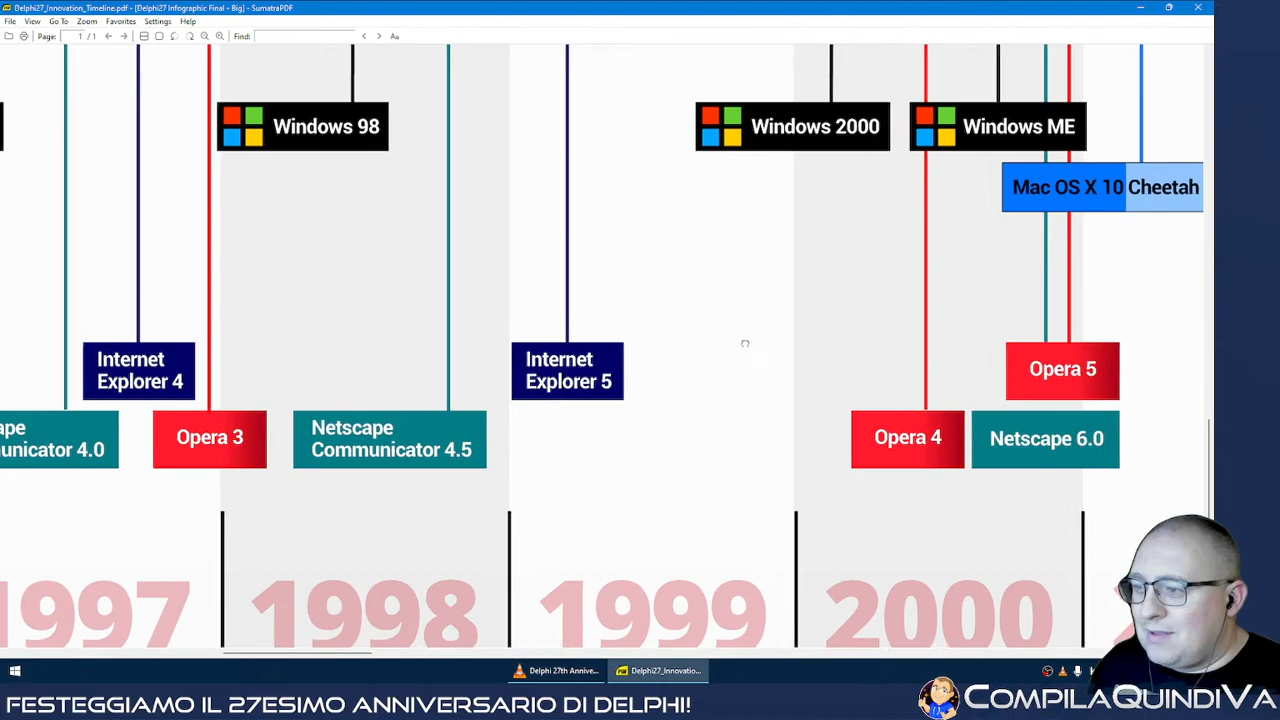 Delphi27_Innovation_Timeline.pdf - [Delphi27 Infographic Final - Big] - SumatraPDF
File View Go To Zoom Favorites Settings Help
Page: 1 / 1 Find: Aa
Windows 98
Windows 2000
Windows ME
Mac OS X 10 Cheetah
Internet
Explorer 4
Internet
Explorer 5
Opera 5
ape
unicator 4.0
Opera 3
Netscape
Communicator 4.5
Opera 4
Netscape 6.0
1997
1998
1999
2000
Delphi 27th Annive...
Delphi27_Innovatio...
FESTEGGIAMO IL 27ESIMO ANNIVERSARIO DI DELPHI!
COMPILAQUINDIVA